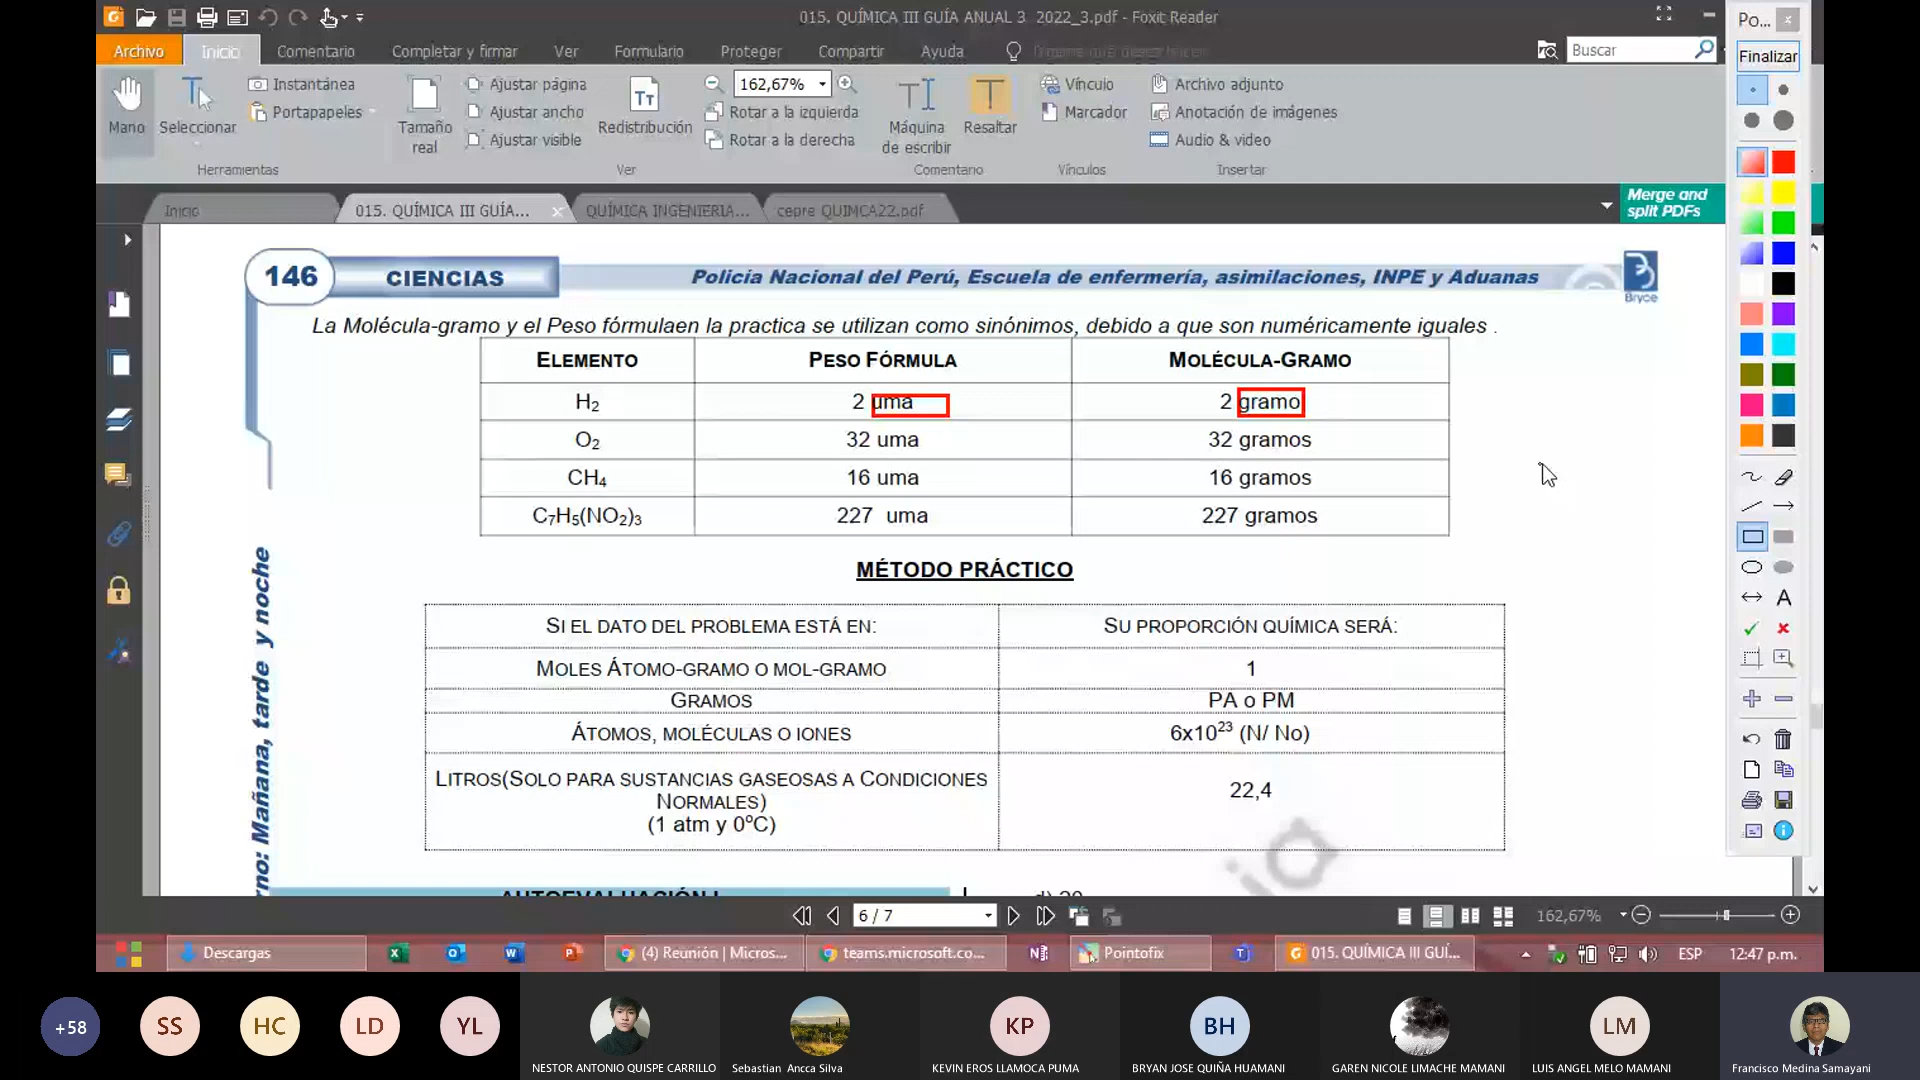 015. QUÍMICA III GUÍA ANUAL 3 2022_3.pdf - Foxit Reader
Po...
Archivo
Inicio
Comentario
Completar y firmar
Ver
Formulario
Proteger
Compartir
Ayuda
Buscar
Finalizar
Mano
Seleccionar
Instantánea
Portapapeles
Tamaño real
Ajustar página
Ajustar ancho
Ajustar visible
Redistribución
162,67%
Rotar a la izquierda
Rotar a la derecha
Máquina de escribir
Resaltar
Vínculo
Marcador
Archivo adjunto
Anotación de imágenes
Audio & video
Herramientas
Ver
Comentario
Vínculos
Insertar
Inicio
015. QUÍMICA III GUÍA...
QUÍMICA INGENIERIA...
cepre QUIMCA22.pdf
Merge and
split PDFs
146
CIENCIAS
Policía Nacional del Perú, Escuela de enfermería, asimilaciones, INPE y Aduanas
Bryce
La Molécula-gramo y el Peso fórmulaen la practica se utilizan como sinónimos, debido a que son numéricamente iguales .
ELEMENTO PESO FÓRMULA MOLÉCULA-GRAMO
H2 2 uma 2 gramo
O2 32 uma 32 gramos
CH4 16 uma 16 gramos
C7H5(NO2)3 227 uma 227 gramos
MÉTODO PRÁCTICO
SI EL DATO DEL PROBLEMA ESTÁ EN: SU PROPORCIÓN QUÍMICA SERÁ:
MOLES ÁTOMO-GRAMO O MOL-GRAMO 1
GRAMOS PA o PM
ÁTOMOS, MOLÉCULAS O IONES 6x10²³ (N/ No)
LITROS(SOLO PARA SUSTANCIAS GASEOSAS A CONDICIONES
NORMALES)
(1 atm y 0ºC)
22,4
rno: Mañana, tarde y noche
AUTOEVALUACIÓN I
6 / 7
162,67%
Descargas
(4) Reunión | Micros...
teams.microsoft.co...
Pointofix
015. QUÍMICA III GUÍ...
ESP
12:47 p.m.
+58
SS
HC
LD
YL
KP
BH
LM
NESTOR ANTONIO QUISPE CARRILLO
Sebastian Ancca Silva
KEVIN EROS LLAMOCA PUMA
BRYAN JOSE QUIÑA HUAMANI
GAREN NICOLE LIMACHE MAMANI
LUIS ANGEL MELO MAMANI
Francisco Medina Samayani